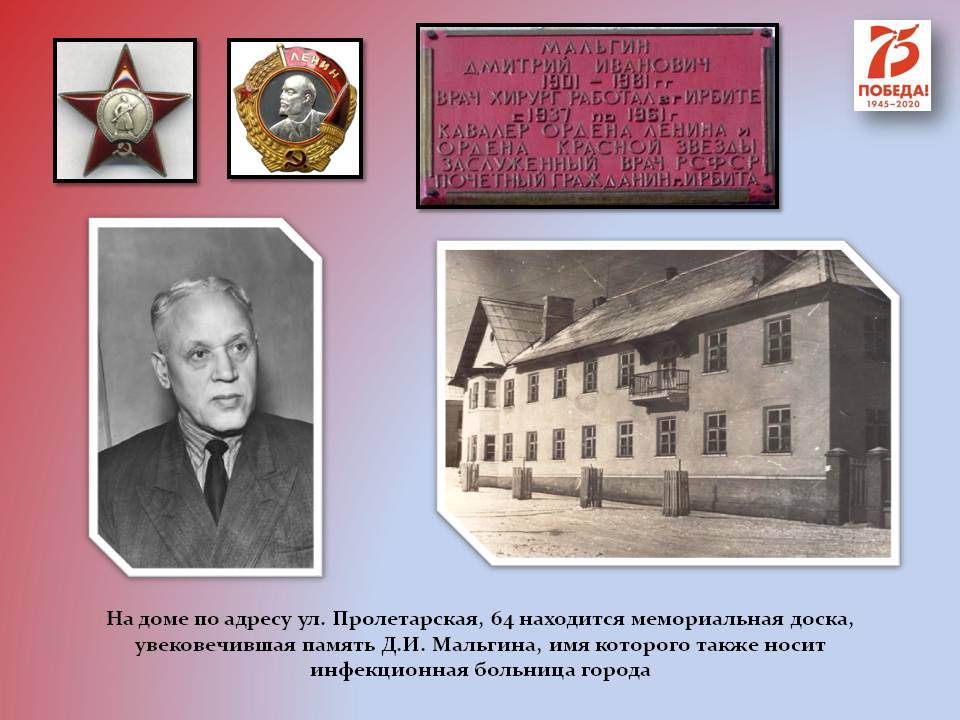 ЛЕНИН
МАЛЬГИН
ДМИТРИЙ ИВАНОВИЧ
1901 – 1981 гг
ВРАЧ ХИРУРГ РАБОТАЛ в г ИРБИТЕ
с 1937 по 1961 г
КАВАЛЕР ОРДЕНА ЛЕНИНА и
ОРДЕНА КРАСНОЙ ЗВЕЗДЫ
ЗАСЛУЖЕННЫЙ ВРАЧ РСФСР
ПОЧЕТНЫЙ ГРАЖДАНИН г. ИРБИТА
75
ПОБЕДА!
1945–2020
На доме по адресу ул. Пролетарская, 64 находится мемориальная доска,
увековечившая память Д.И. Мальгина, имя которого также носит
инфекционная больница города